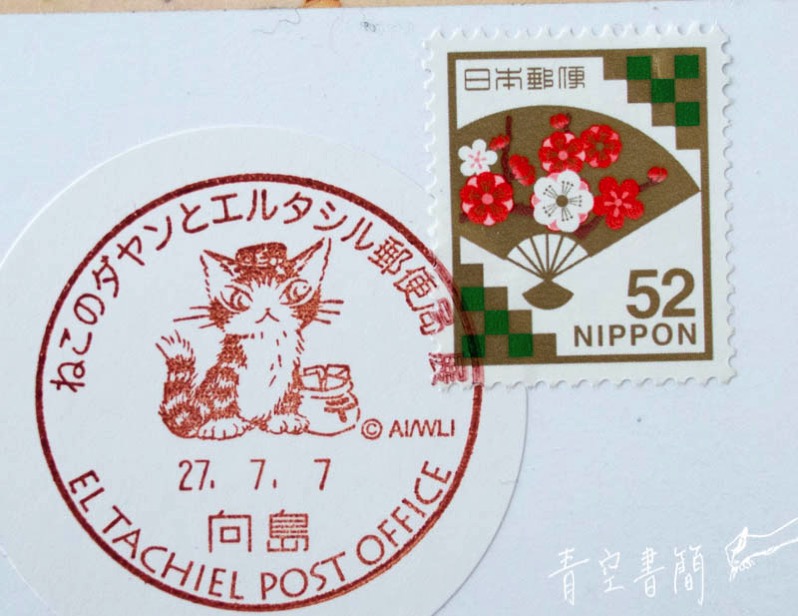 日本郵便
52
NIPPON
ねこのダヤンとエルタシル郵便局展
© AI/WLI
27. 7. 7
向島
EL TACHIEL POST OFFICE
青空書簡